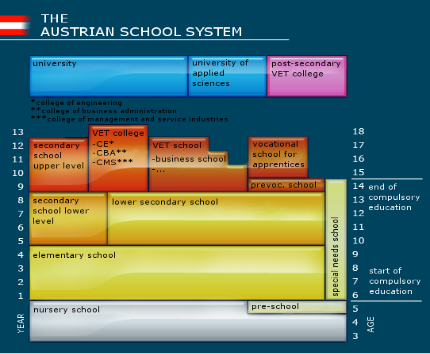 THE
AUSTRIAN SCHOOL SYSTEM
university
university of
applied
sciences
post-secondary
VET college
*college of engineering
**college of business administration
***college of management and service industries
13
12
11
10
9
8
7
6
5
4
3
2
1
YEAR
secondary
school
upper level
VET college
-CE*
-CBA**
-CMS***
VET school
-business school
-...
vocational
school for
apprentices
prevoc. school
secondary
school lower
level
lower secondary school
elementary school
special needs school
pre-school
nursery school
18
17
16
15
14
13
12
11
10
9
8
7
6
5
4
3
AGE
end of
compulsory
education
start of
compulsory
education